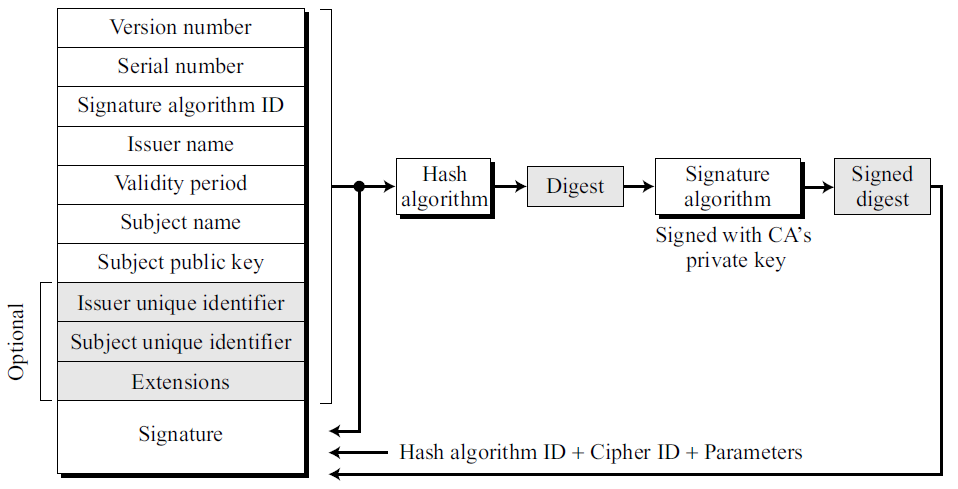 Version number
Serial number
Signature algorithm ID
Issuer name
Validity period
Subject name
Subject public key
Optional
Issuer unique identifier
Subject unique identifier
Extensions
Signature
Hash
algorithm
Digest
Signature
algorithm
Signed with CA’s
private key
Signed
digest
Hash algorithm ID + Cipher ID + Parameters